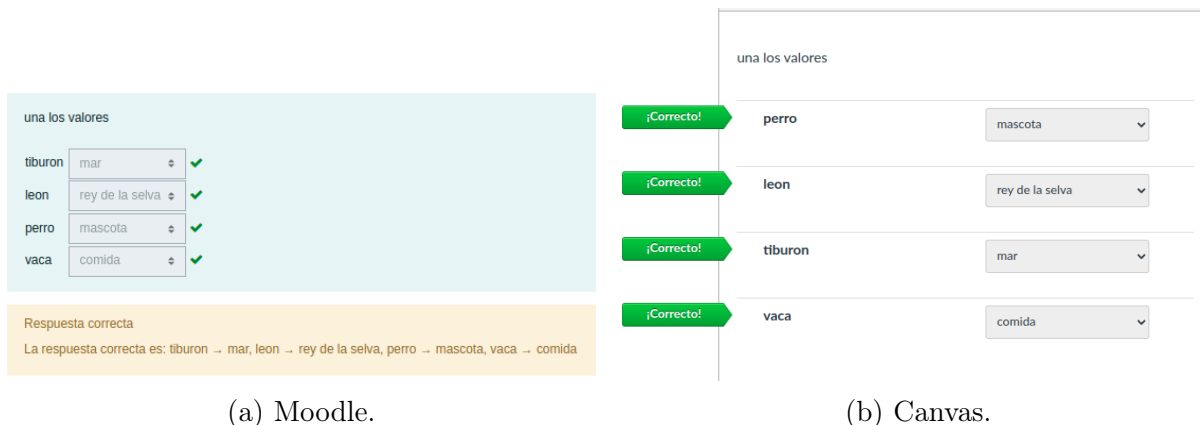 una los valores
tiburon mar
leon rey de la selva
perro mascota
vaca comida
Respuesta correcta
La respuesta correcta es: tiburon → mar, leon → rey de la selva, perro → mascota, vaca → comida
(a) Moodle.
una los valores
¡Correcto! perro mascota
¡Correcto! leon rey de la selva
¡Correcto! tiburon mar
¡Correcto! vaca comida
(b) Canvas.